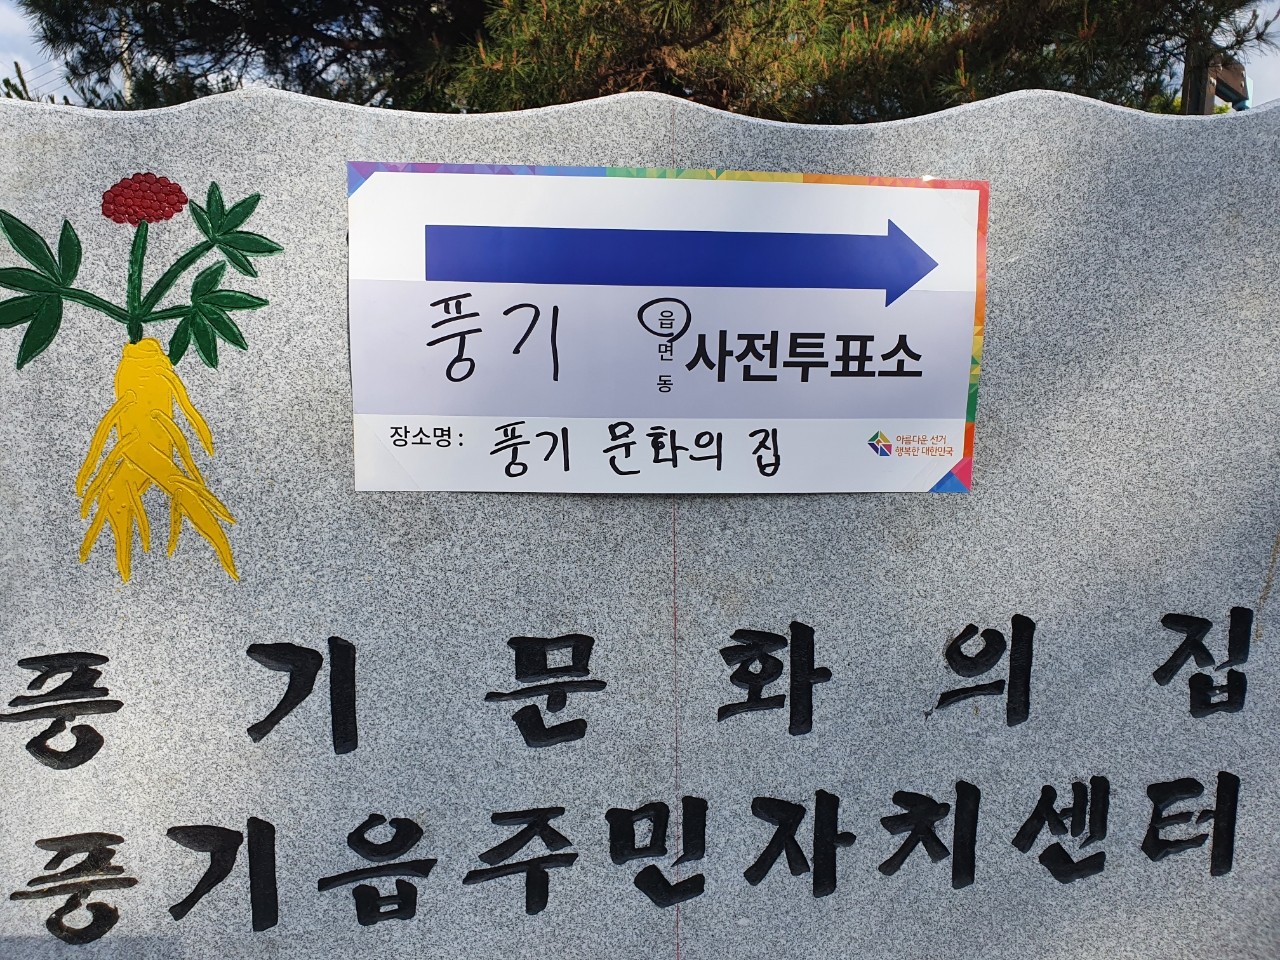 풍기 읍면동 사전투표소
장소명: 풍기 문화의 집
아름다운 선거
행복한 대한민국
풍기문화의집
풍기읍주민자치센터